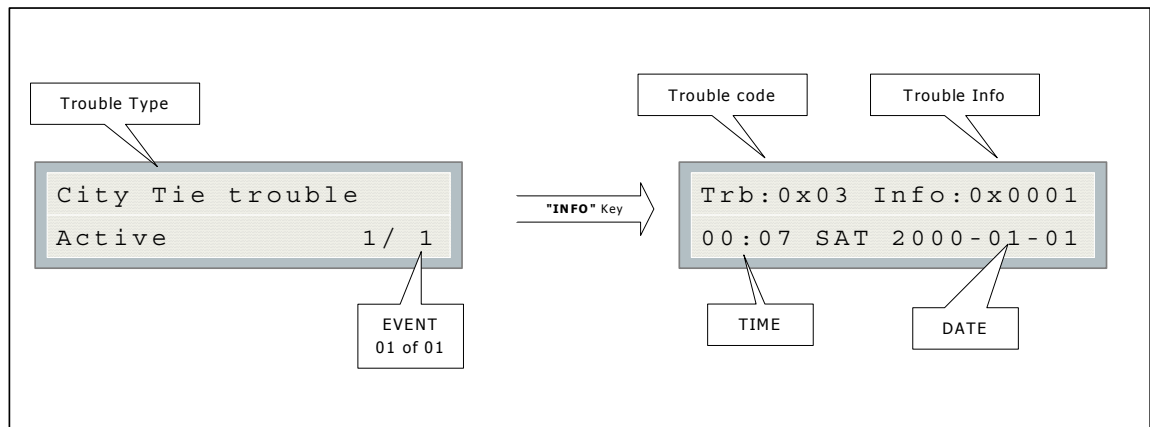 Trouble Type
Trouble code
Trouble Info
City Tie trouble
Active 1/ 1
"INFO" Key
Trb:0x03 Info:0x0001
00:07 SAT 2000-01-01
EVENT
01 of 01
TIME
DATE